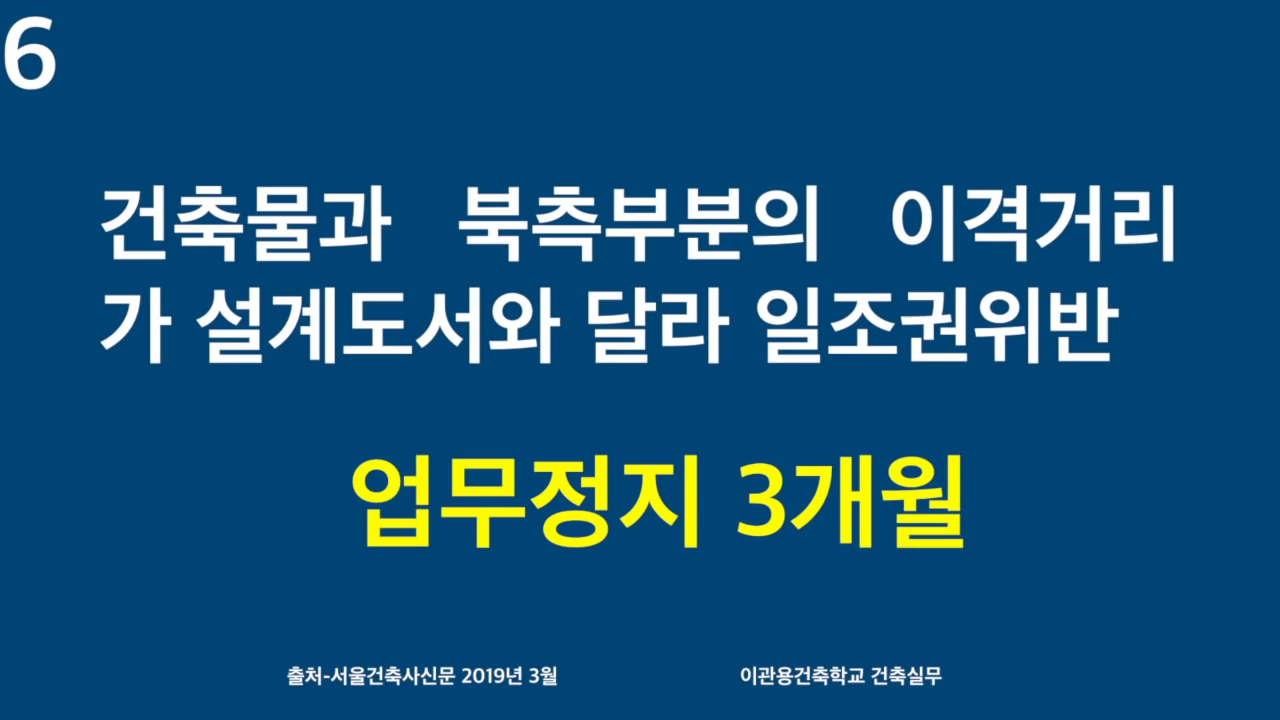 6
건축물과 북측부분의 이격거리
가 설계도서와 달라 일조권위반
업무정지 3개월
출처-서울건축사신문 2019년 3월
이관용건축학교 건축실무